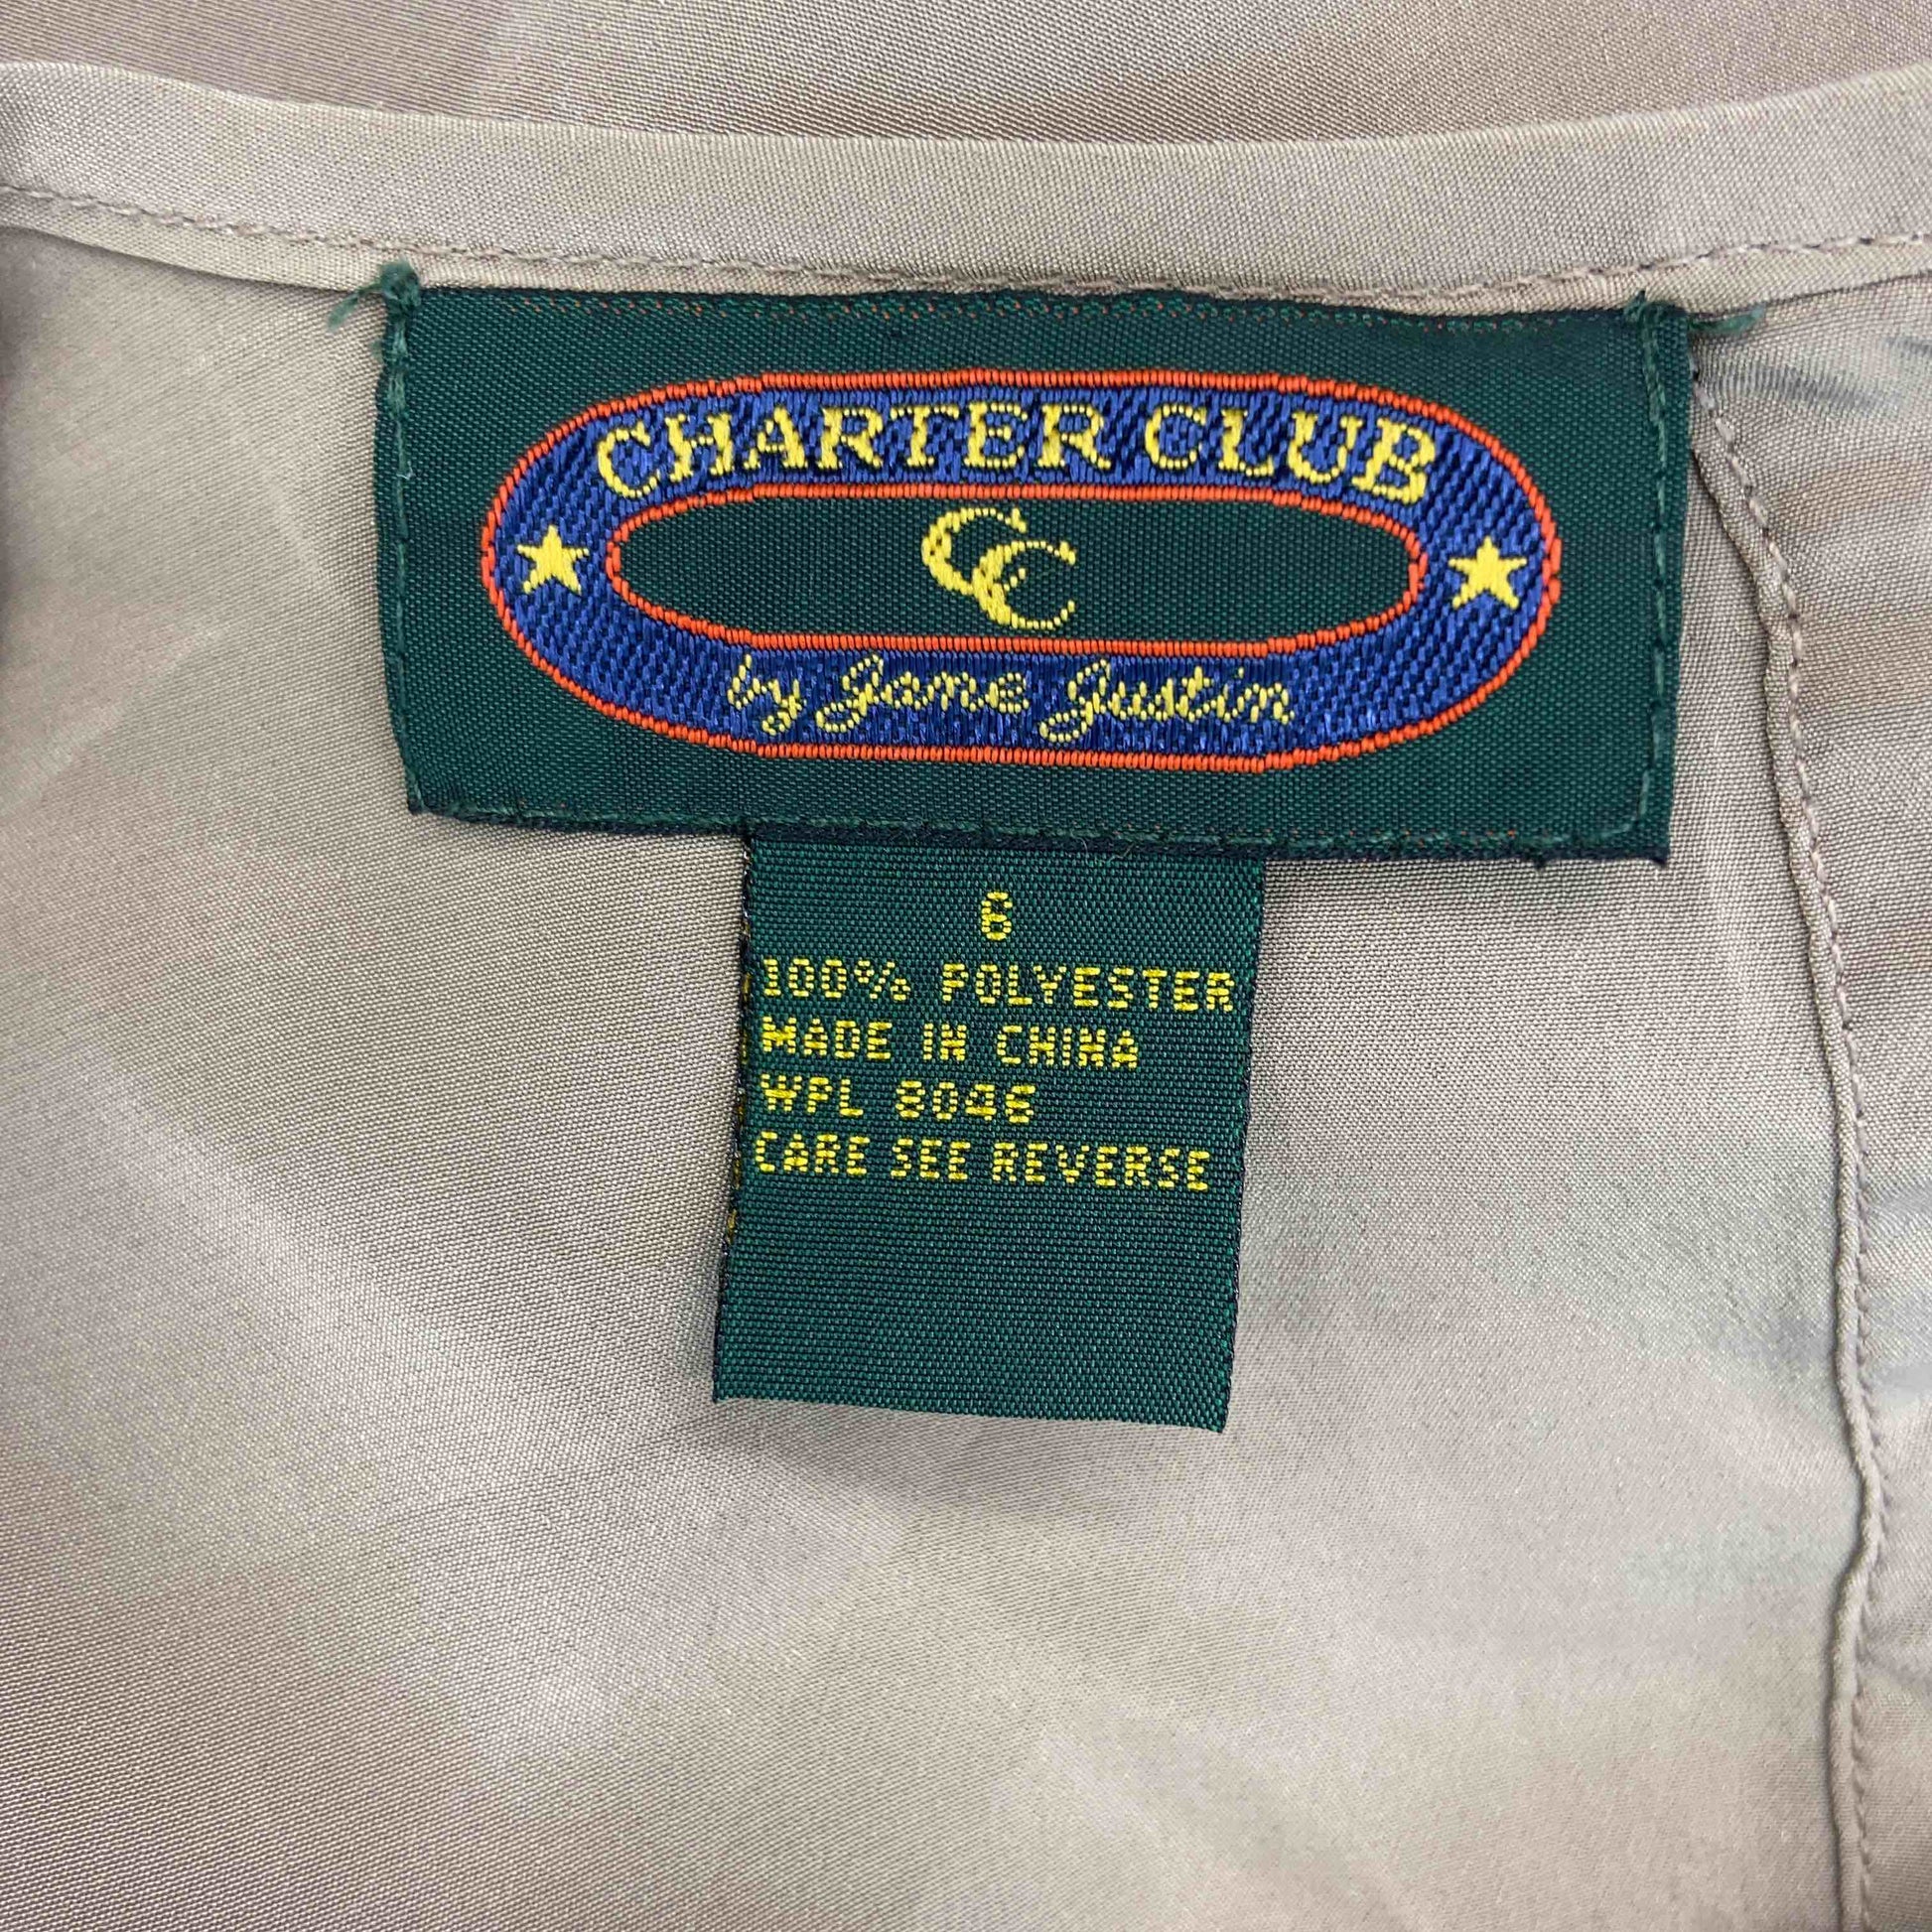 CHARTER CLUB
CC
by Jane Justin
6
100% POLYESTER
MADE IN CHINA
WPL 8046
CARE SEE REVERSE